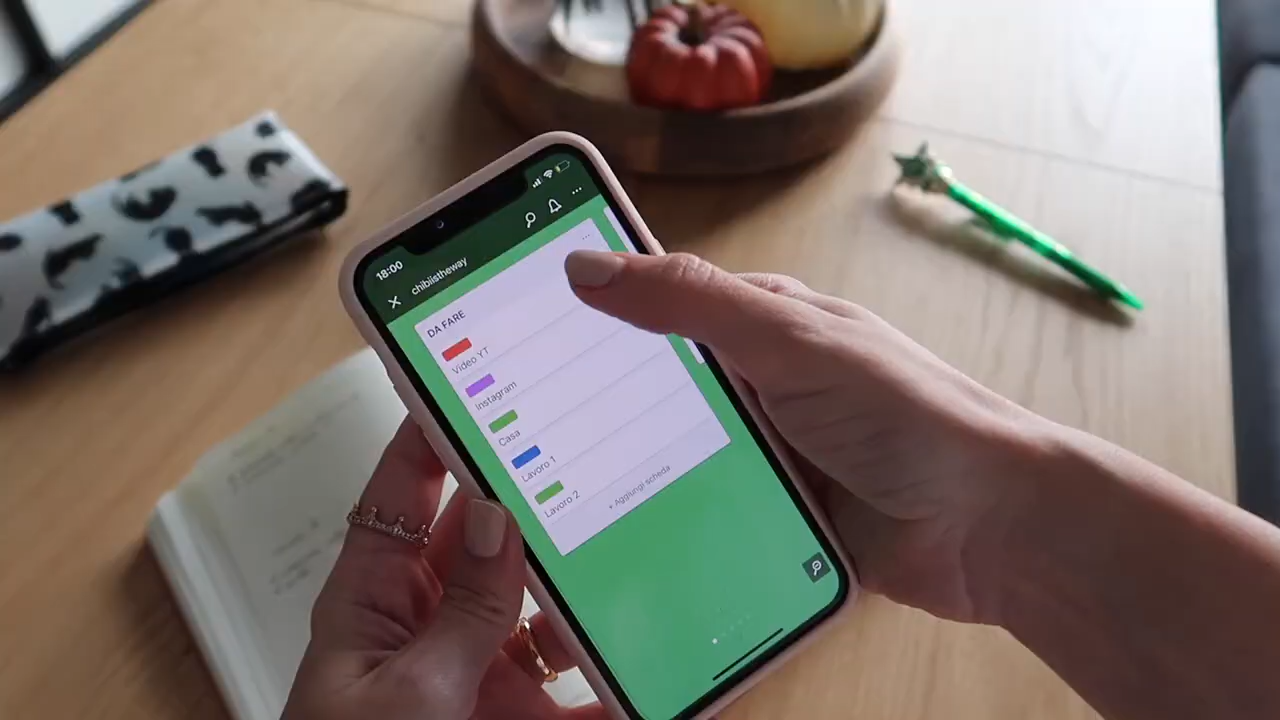 18:00
chibiistheway
DA FARE
Video YT
Instagram
Casa
Lavoro 1
Lavoro 2
+ Aggiungi scheda